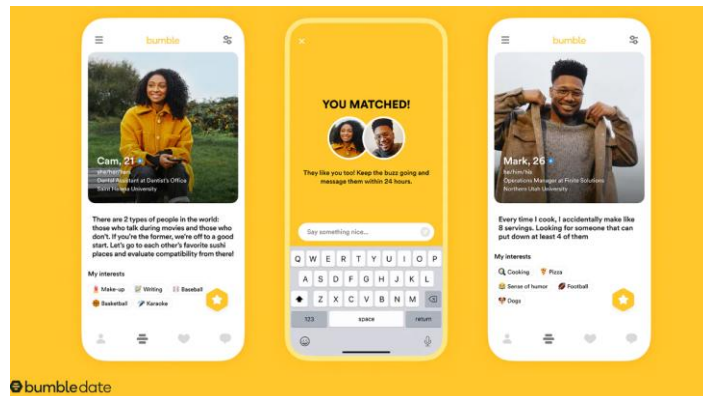 bumble
Cam, 21
she/her/hers
Dental Assistant at Dentist's Office
Saint Helena University
There are 2 types of people in the world:
those who talk during movies and those who
don't. If you're the former, we're off to a good
start. Let's go to each other's favorite sushi
places and evaluate compatibility from there!
My interests
Make-up Writing Baseball
Basketball Karaoke
YOU MATCHED!
They like you too! Keep the buzz going and
message them within 24 hours.
Say something nice...
Q W E R T Y U I O P
A S D F G H J K L
Z X C V B N M
123 space return
bumble
Mark, 26
he/him/his
Operations Manager at Finite Solutions
Northern Utah University
Every time I cook, I accidentally make like
8 servings. Looking for someone that can
put down at least 4 of them
My interests
Cooking Pizza
Sense of humor Football
Dogs
bumble date